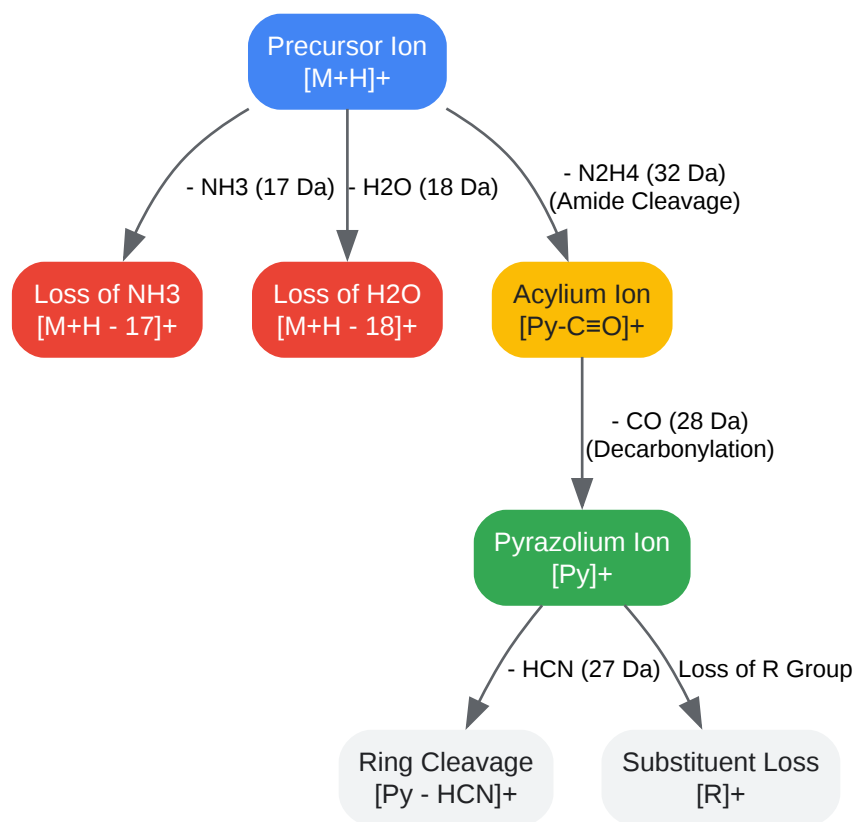 Precursor Ion
[M+H]+
- NH3 (17 Da)
- H2O (18 Da)
- N2H4 (32 Da)
(Amide Cleavage)
Loss of NH3
[M+H - 17]+
Loss of H2O
[M+H - 18]+
Acylium Ion
[Py-C≡O]+
- CO (28 Da)
(Decarbonylation)
Pyrazolium Ion
[Py]+
- HCN (27 Da)
Loss of R Group
Ring Cleavage
[Py - HCN]+
Substituent Loss
[R]+